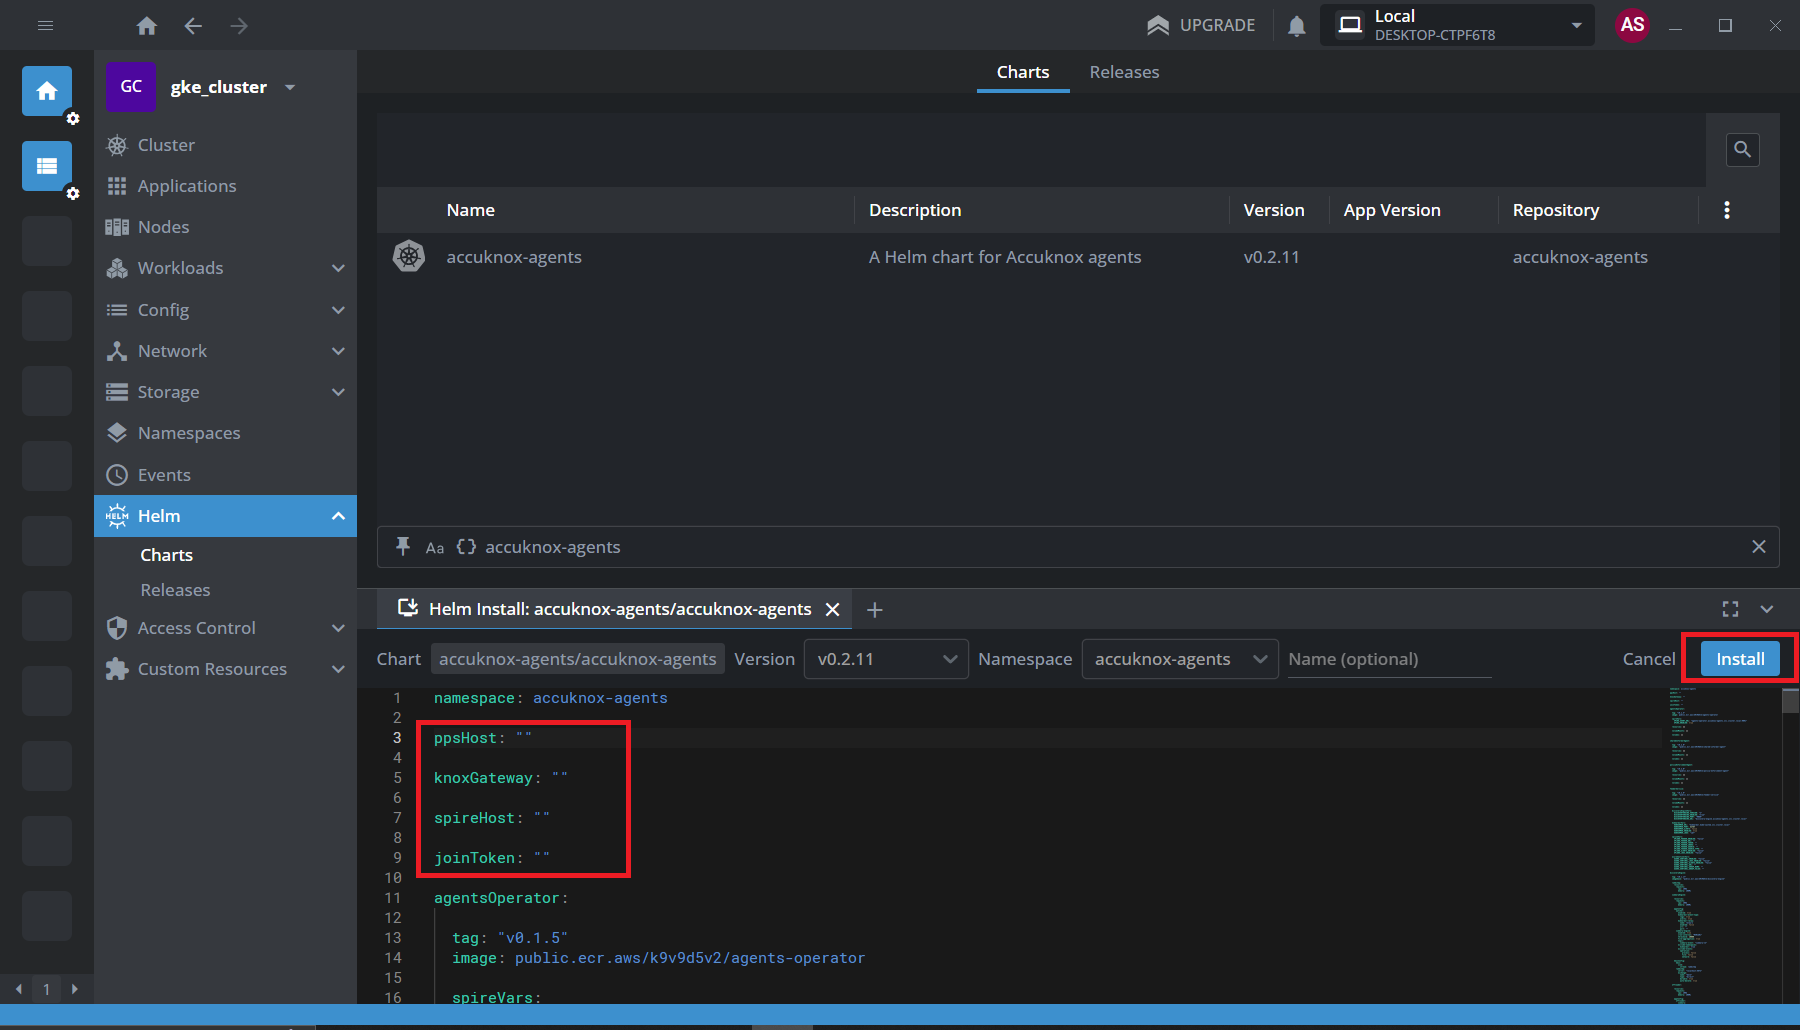 UPGRADE
Local
DESKTOP-CTPF6T8
AS
GC
gke_cluster
Charts
Releases
Cluster
Applications
Nodes
Workloads
Config
Network
Storage
Namespaces
Events
HELM
Helm
Charts
Releases
Access Control
Custom Resources
1
Name
Description
Version
App Version
Repository
accuknox-agents
A Helm chart for Accuknox agents
v0.2.11
accuknox-agents
Aa
{}
accuknox-agents
Helm Install: accuknox-agents/accuknox-agents
Chart
accuknox-agents/accuknox-agents
Version
v0.2.11
Namespace
accuknox-agents
Name (optional)
Cancel
Install
1 namespace: accuknox-agents
2
3 ppsHost: ""
4
5 knoxGateway: ""
6
7 spireHost: ""
8
9 joinToken: ""
10
11 agentsOperator:
12
13 tag: "v0.1.5"
14 image: public.ecr.aws/k9v9d5v2/agents-operator
15
16 spireVars: